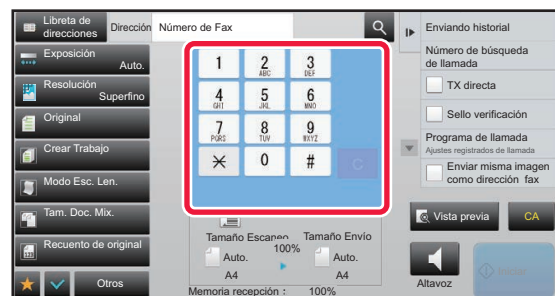 Libreta de
direcciones
Dirección
Número de Fax
Exposición
Auto.
Resolución
Superfino
Original
Crear Trabajo
Modo Esc. Len.
Tam. Doc. Mix.
Recuento de original
Otros
1 2 3
ABC DEF
4 5 6
GHI JKL MNO
7 8 9
PQRS TUV WXYZ
0 #
C
Tamaño Escaneo
Tamaño Envío
100%
Auto.
Auto.
A4
A4
Memoria recepción : 100%
Enviando historial
Número de búsqueda
de llamada
TX directa
Sello verificación
Programa de llamada
Ajustes registrados de llamada
Enviar misma imagen
como dirección fax
Vista previa
CA
Altavoz